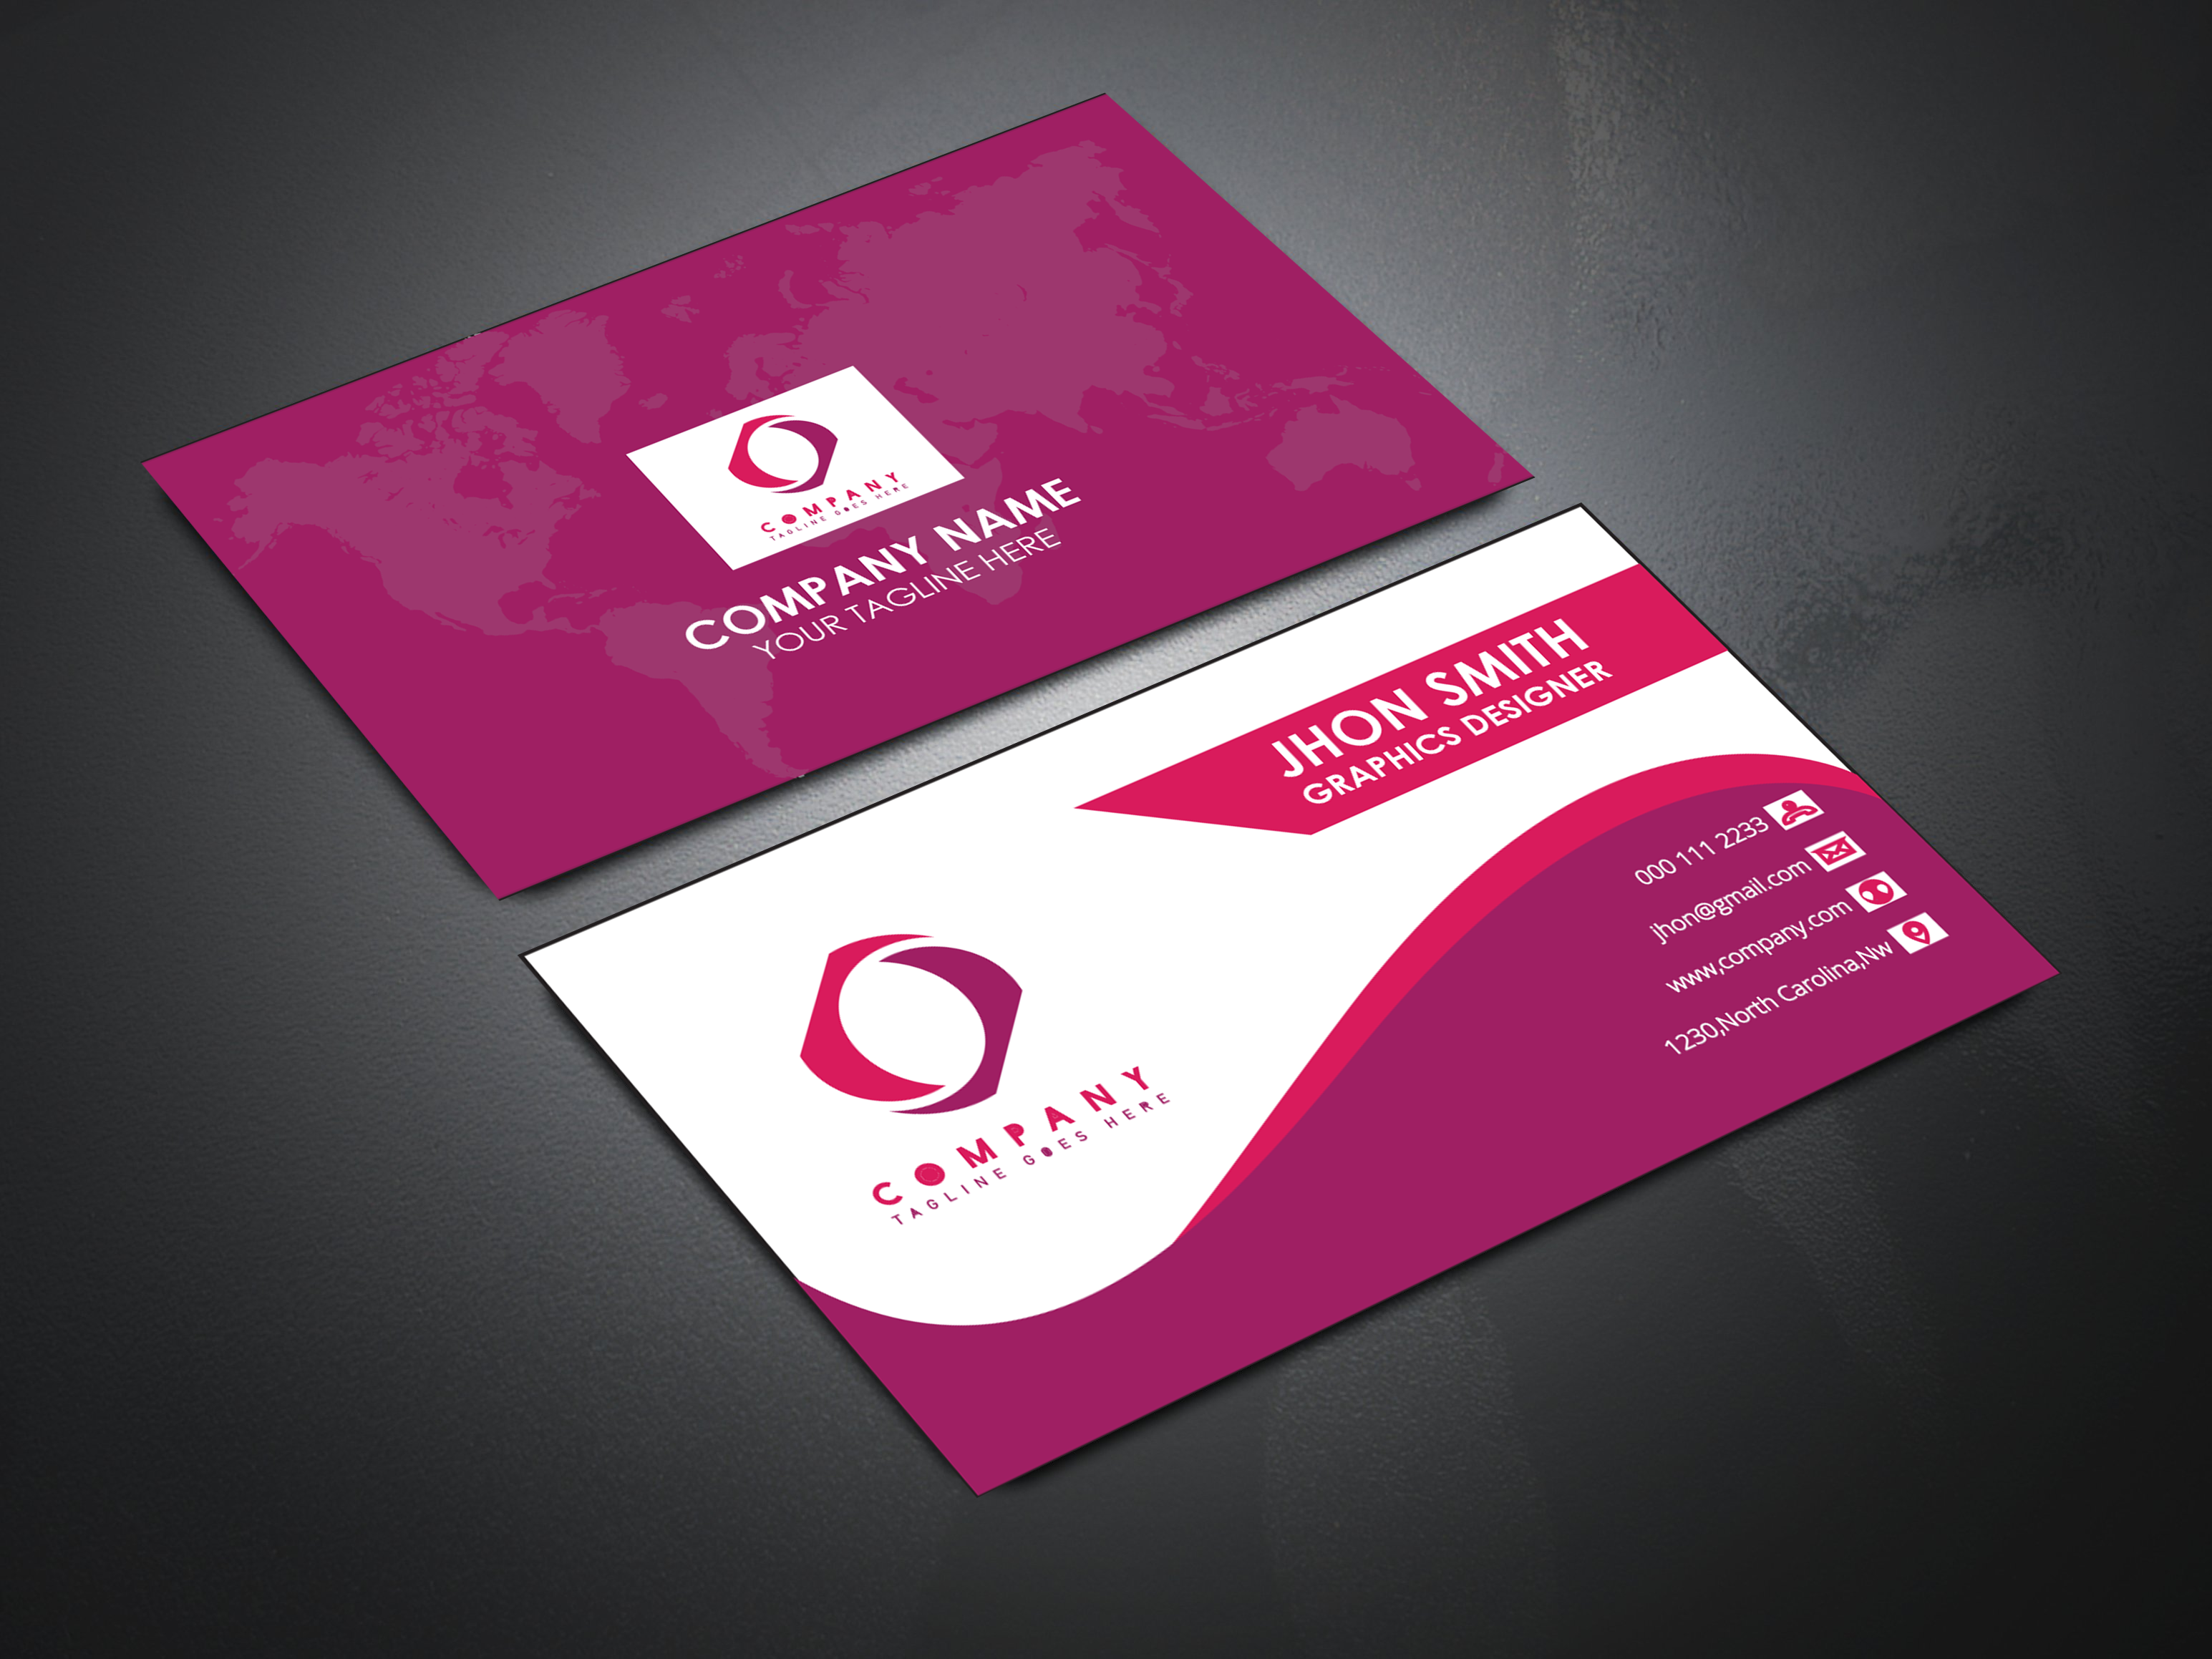 COMPANY
TAGLINE GOES HERE
COMPANY NAME
YOUR TAGLINE HERE
JHON SMITH
GRAPHICS DESIGNER
000 111 2233
jhon@gmail.com
www,company.com
1230,North Carolina,Nw
COMPANY
TAGLINE GOES HERE